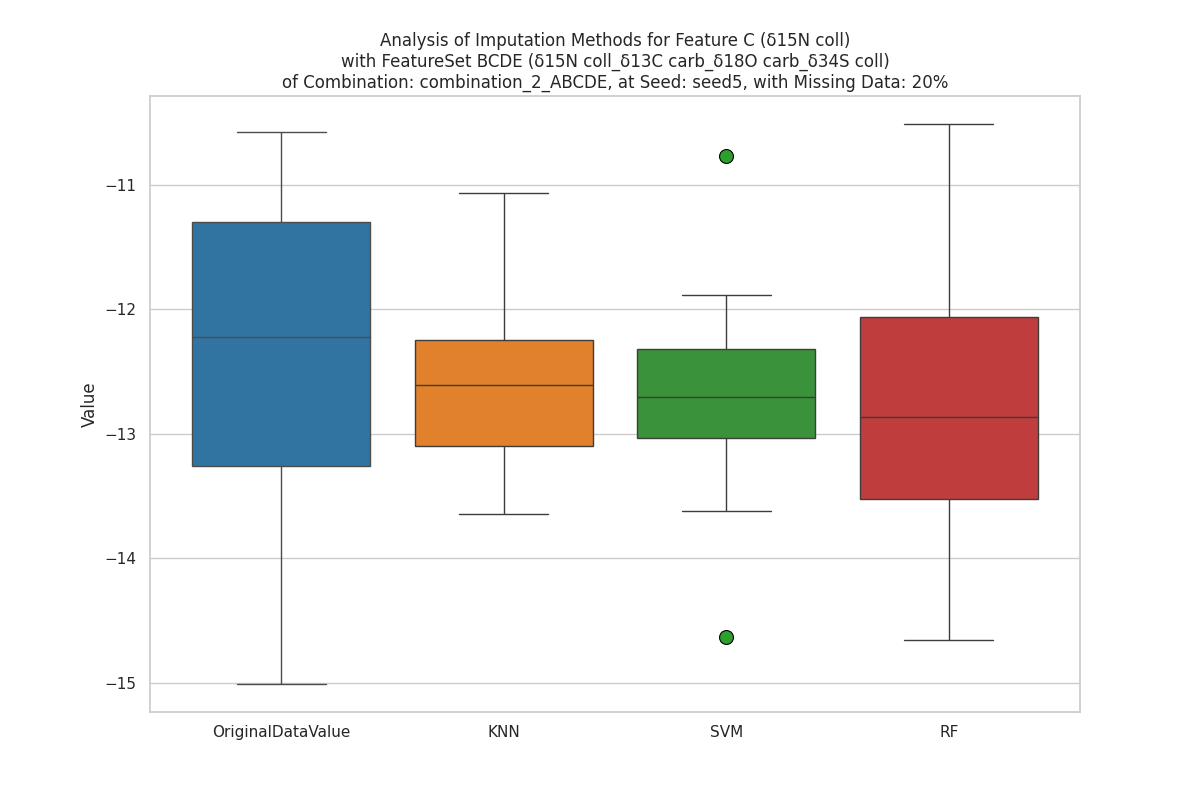 Analysis of Imputation Methods for Feature C (δ15N coll)
with FeatureSet BCDE (δ15N coll_δ13C carb_δ18O carb_δ34S coll)
of Combination: combination_2_ABCDE, at Seed: seed5, with Missing Data: 20%
Value
−11
−12
−13
−14
−15
OriginalDataValue
KNN
SVM
RF